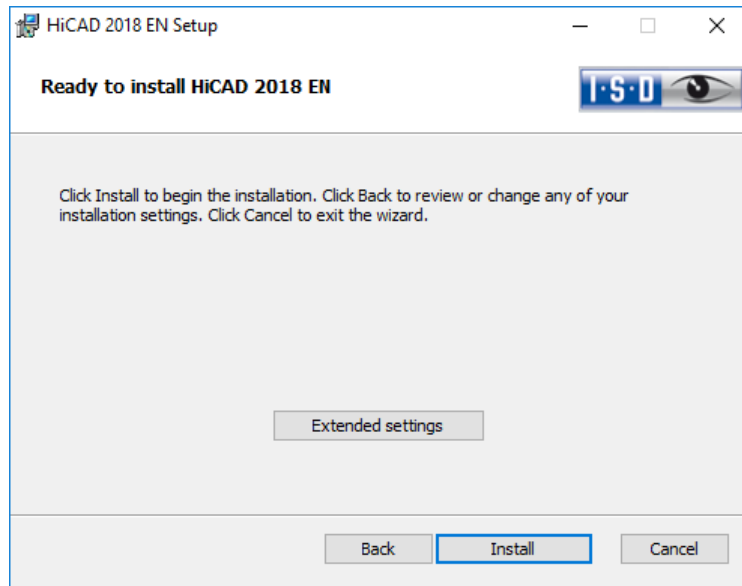 HiCAD 2018 EN Setup
Ready to install HiCAD 2018 EN
I·S·D
Click Install to begin the installation. Click Back to review or change any of your
installation settings. Click Cancel to exit the wizard.
Extended settings
Back
Install
Cancel